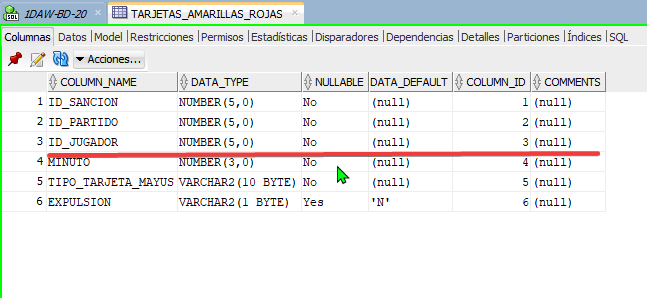 SQL 1DAW-BD-20 × TARJETAS_AMARILLAS_ROJAS ×
Columnas Datos Model Restricciones Permisos Estadísticas Disparadores Dependencias Detalles Particiones Índices SQL
Acciones...
COLUMN_NAME DATA_TYPE NULLABLE DATA_DEFAULT COLUMN_ID COMMENTS
1 ID_SANCION NUMBER(5,0) No (null) 1 (null)
2 ID_PARTIDO NUMBER(5,0) No (null) 2 (null)
3 ID_JUGADOR NUMBER(5,0) No (null) 3 (null)
4 MINUTO NUMBER(3,0) No (null) 4 (null)
5 TIPO_TARJETA_MAYUS VARCHAR2(10 BYTE) No (null) 5 (null)
6 EXPULSION VARCHAR2(1 BYTE) Yes 'N' 6 (null)